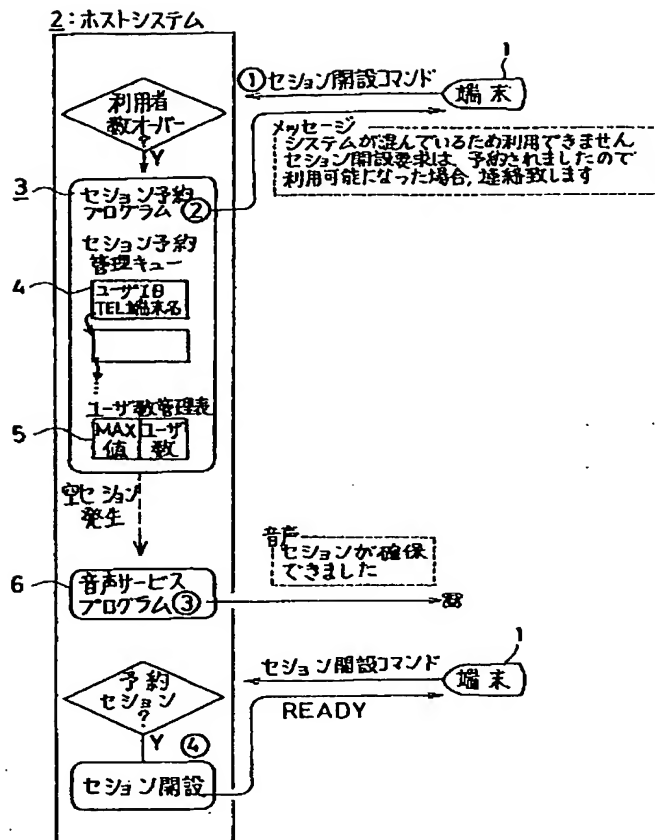 2:ホストシステム
1
①セション開設コマンド
端末
利用者
数オーバー
?
Y
メッセージ
システムが混んでいるため利用できません
セション開設要求は、予約されましたので
利用可能になった場合,連絡致します
3
セション予約
プログラム ②
セション予約
管理キュー
4
ユーザID
TEL 端末名
ユーザ数管理表
5
MAX 値
ユーザ 数
空セション
発生
音声
セションが確保
できました
6
音声サービス
プログラム③
1
セション開設コマンド
端末
READY
予約
セション
?
Y ④
セション開設